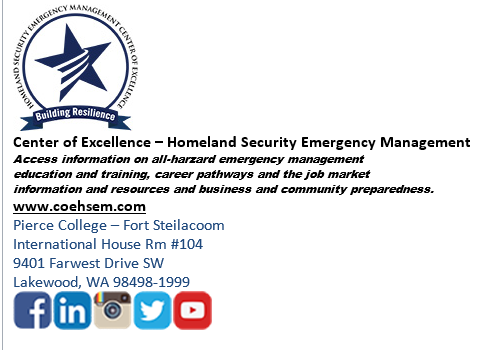 HOMELAND SECURITY EMERGENCY MANAGEMENT CENTER OF EXCELLENCE
Building Resilience
Center of Excellence – Homeland Security Emergency Management
Access information on all-harzard emergency management
education and training, career pathways and the job market
information and resources and business and community preparedness.
www.coehsem.com
Pierce College – Fort Steilacoom
International House Rm #104
9401 Farwest Drive SW
Lakewood, WA 98498-1999
f
in